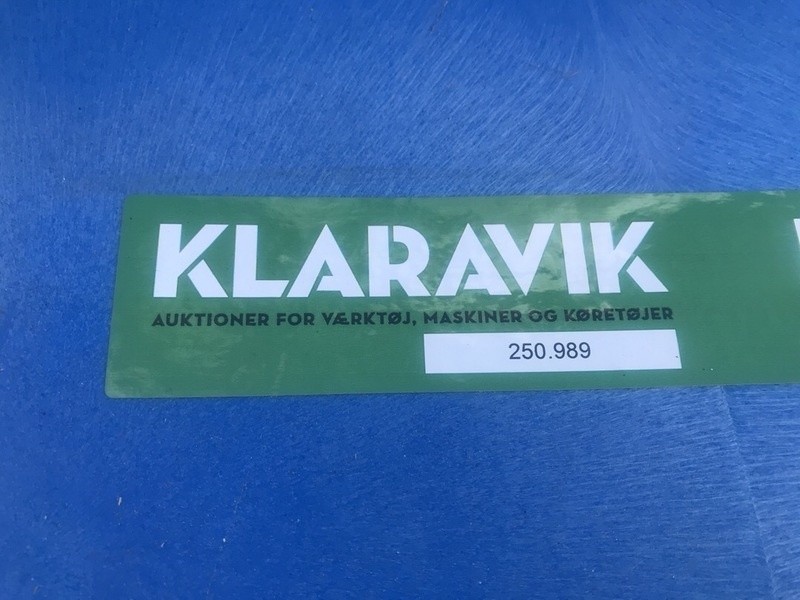 KLARAVIK
AUKTIONER FOR VÆRKTØJ, MASKINER OG KØRETØJER
250.989